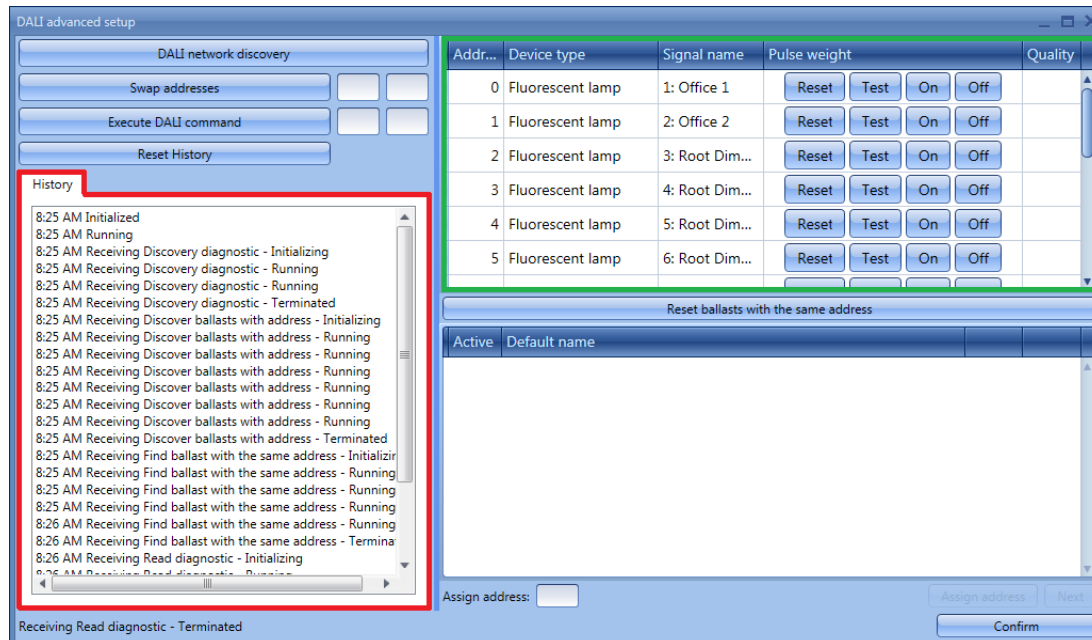 DALI advanced setup
DALI network discovery
Swap addresses
Execute DALI command
Reset History
History
8:25 AM Initialized
8:25 AM Running
8:25 AM Receiving Discovery diagnostic - Initializing
8:25 AM Receiving Discovery diagnostic - Running
8:25 AM Receiving Discovery diagnostic - Running
8:25 AM Receiving Discovery diagnostic - Terminated
8:25 AM Receiving Discover ballasts with address - Initializing
8:25 AM Receiving Discover ballasts with address - Running
8:25 AM Receiving Discover ballasts with address - Running
8:25 AM Receiving Discover ballasts with address - Running
8:25 AM Receiving Discover ballasts with address - Running
8:25 AM Receiving Discover ballasts with address - Running
8:25 AM Receiving Discover ballasts with address - Running
8:25 AM Receiving Discover ballasts with address - Terminated
8:25 AM Receiving Find ballast with the same address - Initializir
8:25 AM Receiving Find ballast with the same address - Running
8:25 AM Receiving Find ballast with the same address - Running
8:25 AM Receiving Find ballast with the same address - Running
8:26 AM Receiving Find ballast with the same address - Running
8:26 AM Receiving Find ballast with the same address - Termina
8:26 AM Receiving Read diagnostic - Initializing
8:26 AM Receiving Read diagnostic - Running
Receiving Read diagnostic - Terminated
Addr... Device type Signal name Pulse weight Quality
0 Fluorescent lamp 1: Office 1 Reset Test On Off
1 Fluorescent lamp 2: Office 2 Reset Test On Off
2 Fluorescent lamp 3: Root Dim... Reset Test On Off
3 Fluorescent lamp 4: Root Dim... Reset Test On Off
4 Fluorescent lamp 5: Root Dim... Reset Test On Off
5 Fluorescent lamp 6: Root Dim... Reset Test On Off
Reset ballasts with the same address
Active Default name
Assign address: Assign address Next
Confirm